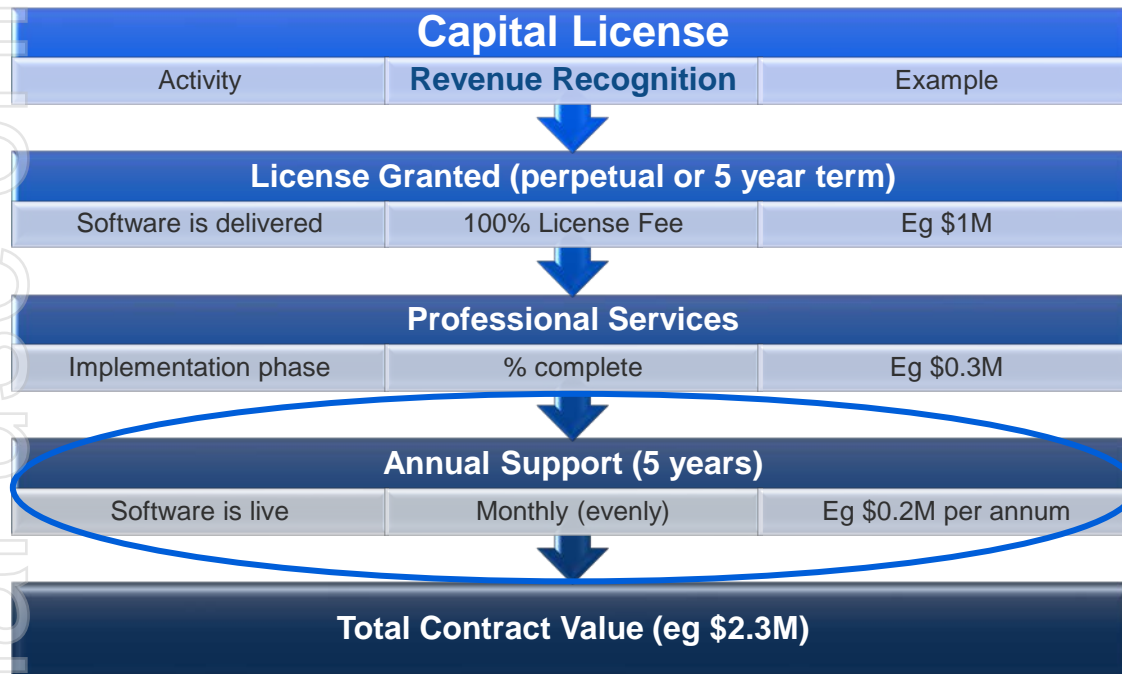 Capital License
Activity Revenue Recognition Example
License Granted (perpetual or 5 year term)
Software is delivered 100% License Fee Eg $1M
Professional Services
Implementation phase % complete Eg $0.3M
Annual Support (5 years)
Software is live Monthly (evenly) Eg $0.2M per annum
Total Contract Value (eg $2.3M)